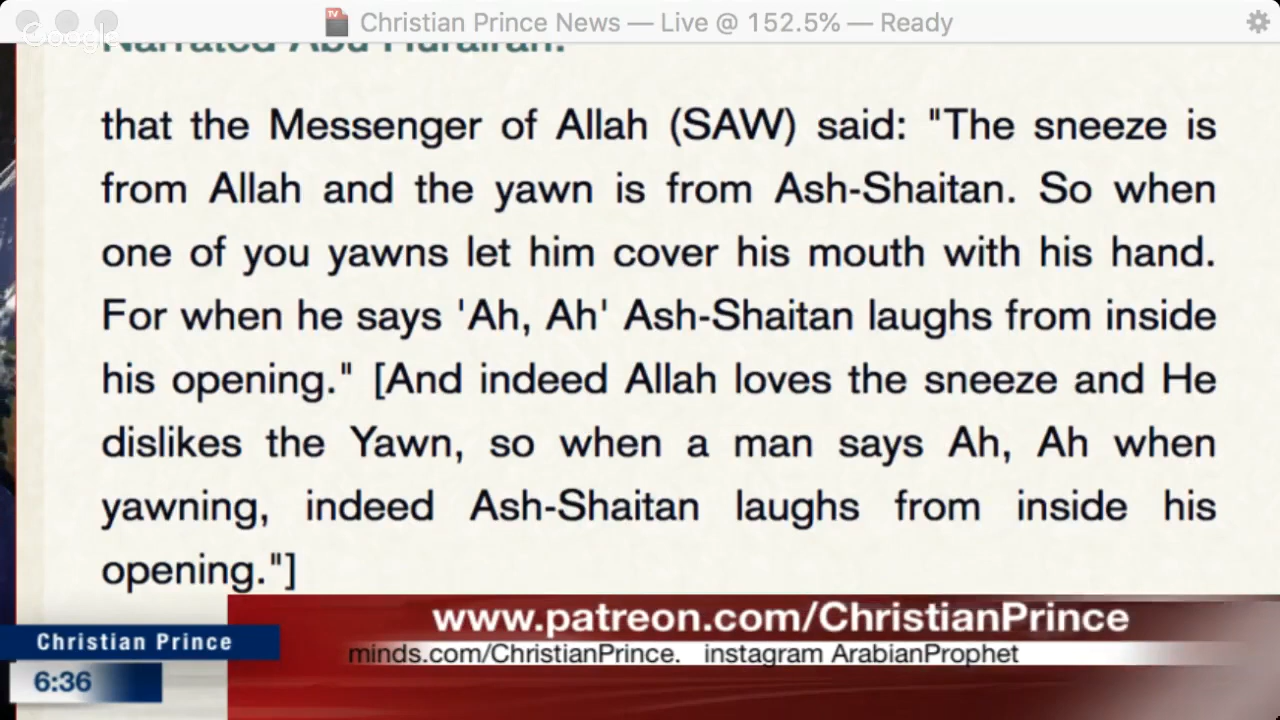 Christian Prince News — Live @ 152.5% — Ready
Google
Narrated Abu Hurairah:
that the Messenger of Allah (SAW) said: "The sneeze is
from Allah and the yawn is from Ash-Shaitan. So when
one of you yawns let him cover his mouth with his hand.
For when he says 'Ah, Ah' Ash-Shaitan laughs from inside
his opening." [And indeed Allah loves the sneeze and He
dislikes the Yawn, so when a man says Ah, Ah when
yawning, indeed Ash-Shaitan laughs from inside his
opening."]
www.patreon.com/ChristianPrince
Christian Prince
minds.com/ChristianPrince. instagram ArabianProphet
6:36